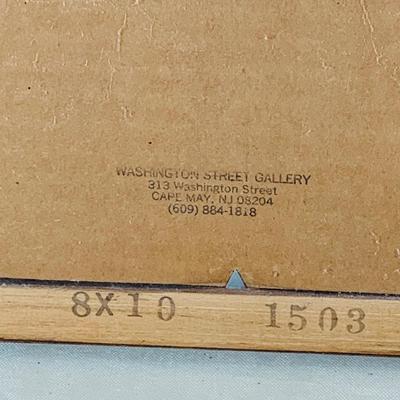 WASHINGTON STREET GALLERY
313 Washington Street
CAPE MAY, NJ 08204
(609) 884-1818
8X10 1503